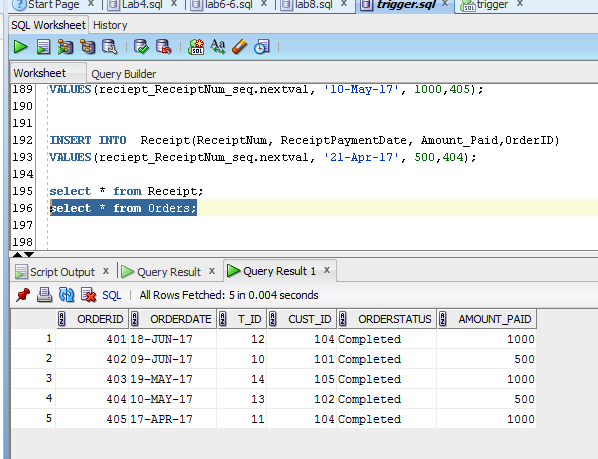 Start Page x Lab4.sql x lab6-6.sql x lab8.sql x trigger.sql x trigger x
SQL Worksheet History
Worksheet Query Builder
189 VALUES(reciept_ReceiptNum_seq.nextval, '10-May-17', 1000,405);
190
191
192 INSERT INTO Receipt(ReceiptNum, ReceiptPaymentDate, Amount_Paid,OrderID)
193 VALUES(reciept_ReceiptNum_seq.nextval, '21-Apr-17', 500,404);
194
195 select * from Receipt;
196 select * from Orders;
197
198
Script Output x Query Result x Query Result 1 x
SQL | All Rows Fetched: 5 in 0.004 seconds
ORDERID ORDERDATE T_ID CUST_ID ORDERSTATUS AMOUNT_PAID
1 401 18-JUN-17 12 104 Completed 1000
2 402 09-JUN-17 10 101 Completed 500
3 403 19-MAY-17 14 105 Completed 1000
4 404 10-MAY-17 13 102 Completed 500
5 405 17-APR-17 11 104 Completed 1000